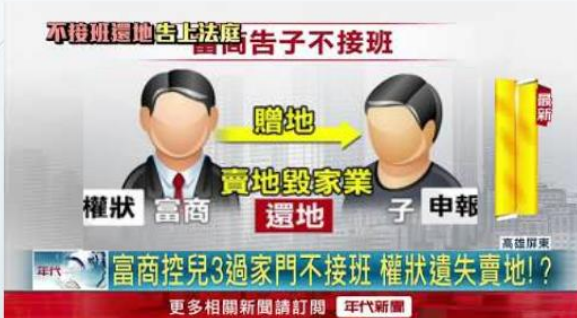 不接班還地告上法庭
富商告子不接班
最新
贈地
賣地毀家業
權狀 富商 還地 子 申報
高雄屏東
年代 富商控兒3過家門不接班 權狀遺失賣地!?
更多相關新聞請訂閱 年代新聞